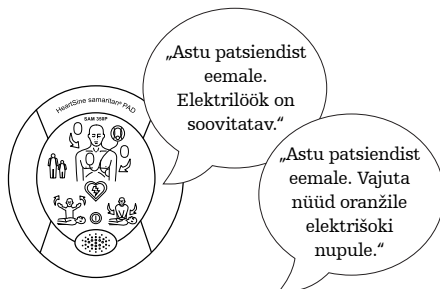 „Astu patsiendist
eemale.
Elektrilöök on
soovitatav.“
HeartSine samaritan® PAD
SAM 350P
„Astu patsiendist
eemale. Vajuta
nüüd oranžile
elektrišoki
nupule.“